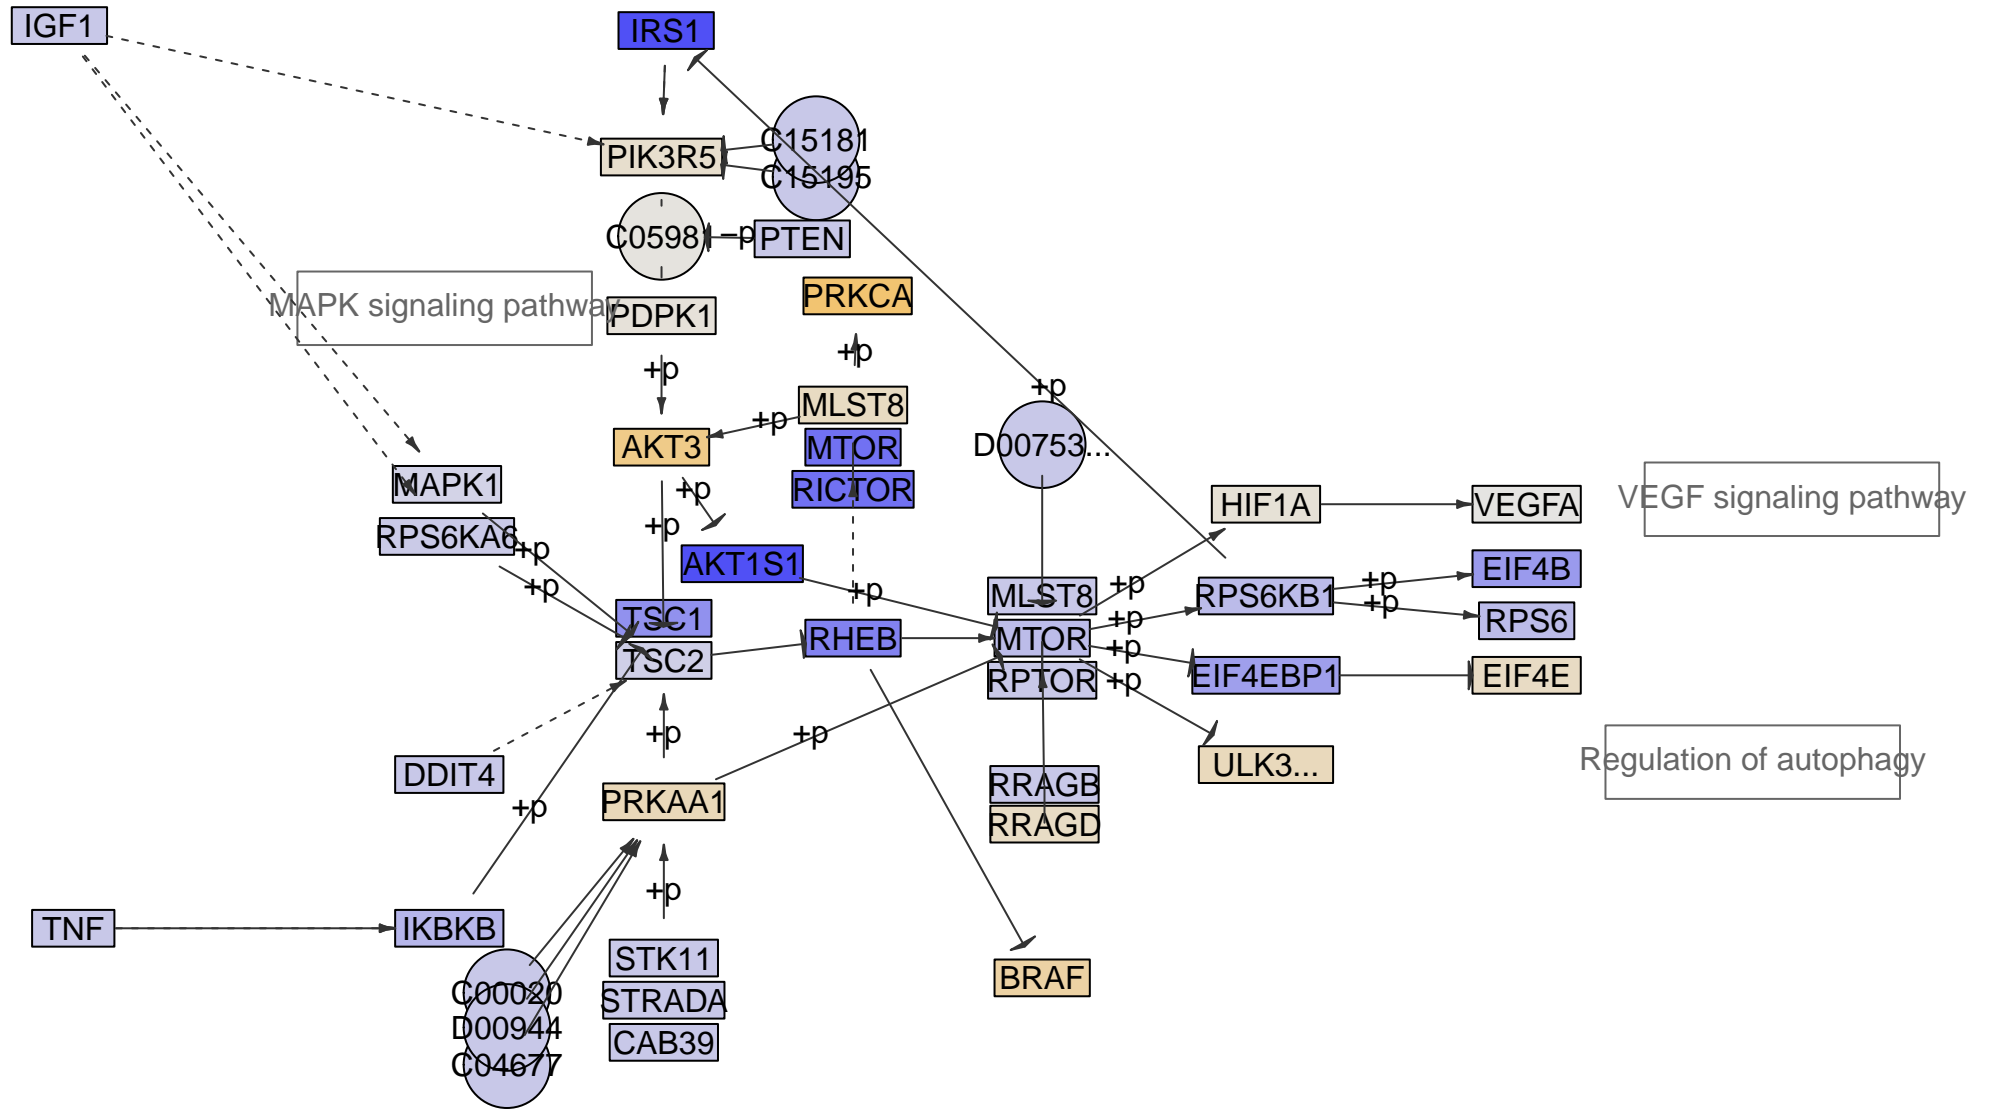 IGF1
IRS1
C15181
PIK3R5
C15195
C0598
−p
PTEN
PRKCA
MAPK signaling pathway
PDPK1
+p
+p
+p
MLST8
+p
AKT3
MTOR
D00753...
MAPK1
RICTOR
+p
HIF1A
VEGFA
VEGF signaling pathway
+p
RPS6KA6
+p
AKT1S1
EIF4B
+p
+p
+p
+p
MLST8
RPS6KB1
+p
TSC1
+p
RPS6
RHEB
MTOR
+p
TSC2
RPTOR
+p
EIF4EBP1
EIF4E
+p
+p
Regulation of autophagy
DDIT4
ULK3...
RRAGB
PRKAA1
+p
RRAGD
+p
TNF
IKBKB
STK11
BRAF
C00020
STRADA
D00944
CAB39
C04677